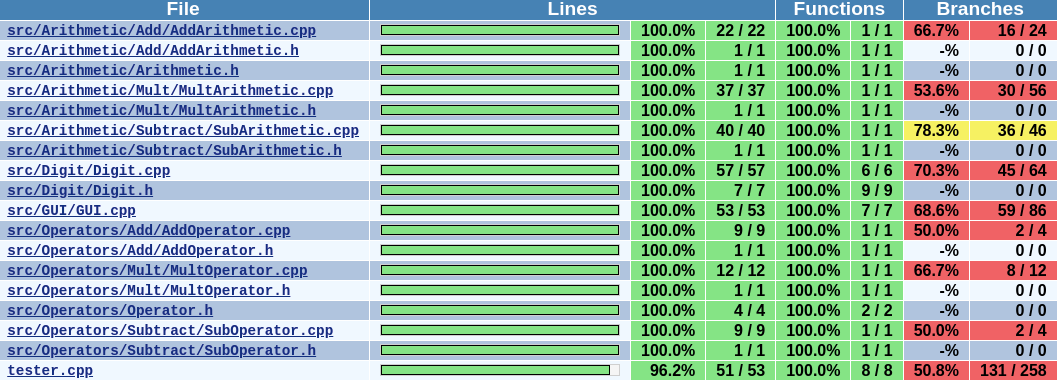 File Lines Functions Branches
src/Arithmetic/Add/AddArithmetic.cpp 100.0% 22 / 22 100.0% 1 / 1 66.7% 16 / 24
src/Arithmetic/Add/AddArithmetic.h 100.0% 1 / 1 100.0% 1 / 1 -% 0 / 0
src/Arithmetic/Arithmetic.h 100.0% 1 / 1 100.0% 1 / 1 -% 0 / 0
src/Arithmetic/Mult/MultArithmetic.cpp 100.0% 37 / 37 100.0% 1 / 1 53.6% 30 / 56
src/Arithmetic/Mult/MultArithmetic.h 100.0% 1 / 1 100.0% 1 / 1 -% 0 / 0
src/Arithmetic/Subtract/SubArithmetic.cpp 100.0% 40 / 40 100.0% 1 / 1 78.3% 36 / 46
src/Arithmetic/Subtract/SubArithmetic.h 100.0% 1 / 1 100.0% 1 / 1 -% 0 / 0
src/Digit/Digit.cpp 100.0% 57 / 57 100.0% 6 / 6 70.3% 45 / 64
src/Digit/Digit.h 100.0% 7 / 7 100.0% 9 / 9 -% 0 / 0
src/GUI/GUI.cpp 100.0% 53 / 53 100.0% 7 / 7 68.6% 59 / 86
src/Operators/Add/AddOperator.cpp 100.0% 9 / 9 100.0% 1 / 1 50.0% 2 / 4
src/Operators/Add/AddOperator.h 100.0% 1 / 1 100.0% 1 / 1 -% 0 / 0
src/Operators/Mult/MultOperator.cpp 100.0% 12 / 12 100.0% 1 / 1 66.7% 8 / 12
src/Operators/Mult/MultOperator.h 100.0% 1 / 1 100.0% 1 / 1 -% 0 / 0
src/Operators/Operator.h 100.0% 4 / 4 100.0% 2 / 2 -% 0 / 0
src/Operators/Subtract/SubOperator.cpp 100.0% 9 / 9 100.0% 1 / 1 50.0% 2 / 4
src/Operators/Subtract/SubOperator.h 100.0% 1 / 1 100.0% 1 / 1 -% 0 / 0
tester.cpp 96.2% 51 / 53 100.0% 8 / 8 50.8% 131 / 258